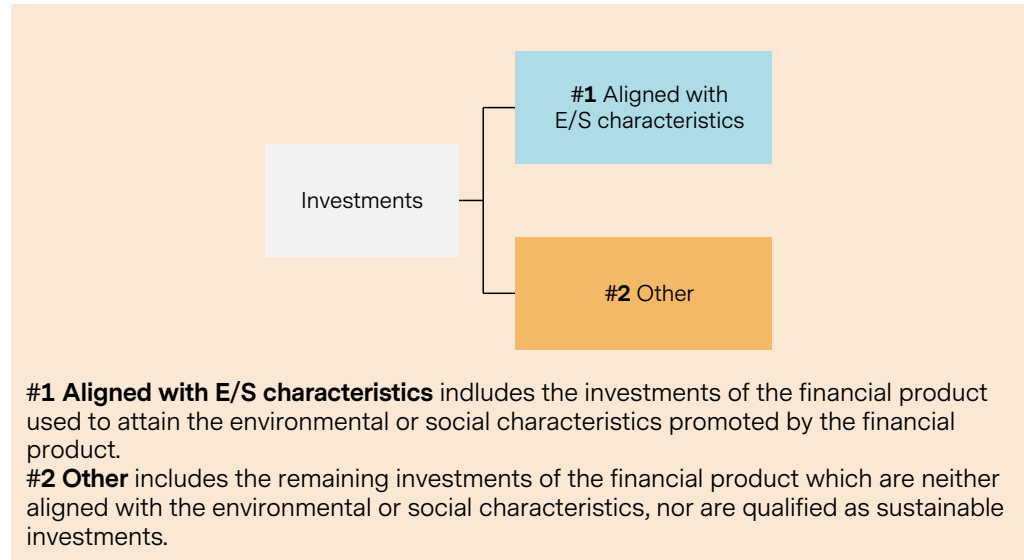 #1 Aligned with
E/S characteristics
Investments
#2 Other
#1 Aligned with E/S characteristics indludes the investments of the financial product
used to attain the environmental or social characteristics promoted by the financial
product.
#2 Other includes the remaining investments of the financial product which are neither
aligned with the environmental or social characteristics, nor are qualified as sustainable
investments.